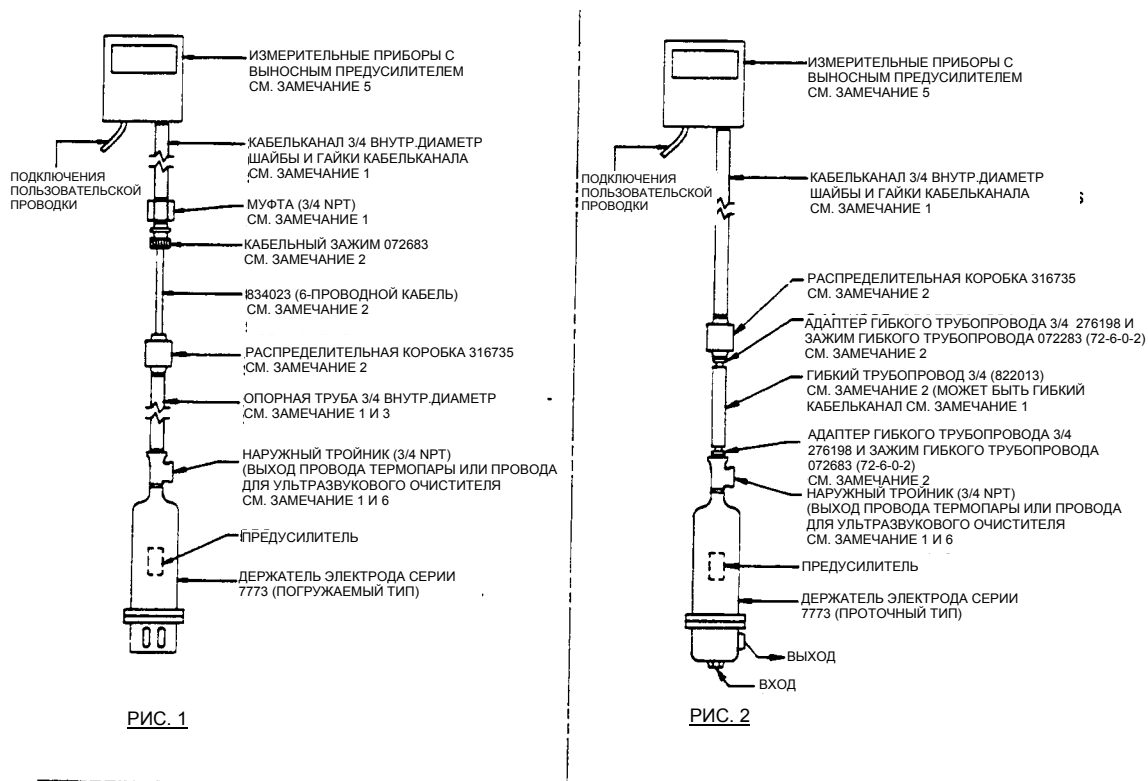 ИЗМЕРИТЕЛЬНЫЕ ПРИБОРЫ С
ВЫНОСНЫМ ПРЕДУСИЛИТЕЛЕМ
СМ. ЗАМЕЧАНИЕ 5
КАБЕЛЬКАНАЛ 3/4 ВНУТР.ДИАМЕТР
ШАЙБЫ И ГАЙКИ КАБЕЛЬКАНАЛА
СМ. ЗАМЕЧАНИЕ 1
ПОДКЛЮЧЕНИЯ
ПОЛЬЗОВАТЕЛЬСКОЙ
ПРОВОДКИ
МУФТА (3/4 NPT)
СМ. ЗАМЕЧАНИЕ 1
КАБЕЛЬНЫЙ ЗАЖИМ 072683
СМ. ЗАМЕЧАНИЕ 2
834023 (6-ПРОВОДНОЙ КАБЕЛЬ)
СМ. ЗАМЕЧАНИЕ 2
РАСПРЕДЕЛИТЕЛЬНАЯ КОРОБКА 316735
СМ. ЗАМЕЧАНИЕ 2
ОПОРНАЯ ТРУБА 3/4 ВНУТР.ДИАМЕТР
СМ. ЗАМЕЧАНИЕ 1 И 3
НАРУЖНЫЙ ТРОЙНИК (3/4 NPT)
(ВЫХОД ПРОВОДА ТЕРМОПАРЫ ИЛИ ПРОВОДА
ДЛЯ УЛЬТРАЗВУКОВОГО ОЧИСТИТЕЛЯ
СМ. ЗАМЕЧАНИЕ 1 И 6
ПРЕДУСИЛИТЕЛЬ
ДЕРЖАТЕЛЬ ЭЛЕКТРОДА СЕРИИ
7773 (ПОГРУЖАЕМЫЙ ТИП)
РИС. 1
ИЗМЕРИТЕЛЬНЫЕ ПРИБОРЫ С
ВЫНОСНЫМ ПРЕДУСИЛИТЕЛЕМ
СМ. ЗАМЕЧАНИЕ 5
ПОДКЛЮЧЕНИЯ
ПОЛЬЗОВАТЕЛЬСКОЙ
ПРОВОДКИ
КАБЕЛЬКАНАЛ 3/4 ВНУТР.ДИАМЕТР
ШАЙБЫ И ГАЙКИ КАБЕЛЬКАНАЛА
СМ. ЗАМЕЧАНИЕ 1
РАСПРЕДЕЛИТЕЛЬНАЯ КОРОБКА 316735
СМ. ЗАМЕЧАНИЕ 2
АДАПТЕР ГИБКОГО ТРУБОПРОВОДА 3/4 276198 И
ЗАЖИМ ГИБКОГО ТРУБОПРОВОДА 072283 (72-6-0-2)
СМ. ЗАМЕЧАНИЕ 2
ГИБКИЙ ТРУБОПРОВОД 3/4 (822013)
СМ. ЗАМЕЧАНИЕ 2 (МОЖЕТ БЫТЬ ГИБКИЙ
КАБЕЛЬКАНАЛ СМ. ЗАМЕЧАНИЕ 1
АДАПТЕР ГИБКОГО ТРУБОПРОВОДА 3/4
276198 И ЗАЖИМ ГИБКОГО ТРУБОПРОВОДА
072683 (72-6-0-2)
СМ. ЗАМЕЧАНИЕ 2
НАРУЖНЫЙ ТРОЙНИК (3/4 NPT)
(ВЫХОД ПРОВОДА ТЕРМОПАРЫ ИЛИ ПРОВОДА
ДЛЯ УЛЬТРАЗВУКОВОГО ОЧИСТИТЕЛЯ
СМ. ЗАМЕЧАНИЕ 1 И 6
ПРЕДУСИЛИТЕЛЬ
ДЕРЖАТЕЛЬ ЭЛЕКТРОДА СЕРИИ
7773 (ПРОТОЧНЫЙ ТИП)
ВЫХОД
ВХОД
РИС. 2